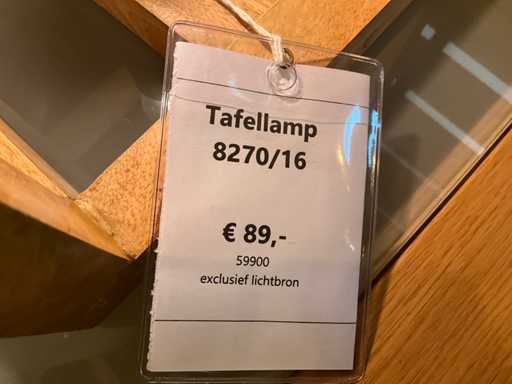 Tafellamp
8270/16
€ 89,-
59900
exclusief lichtbron